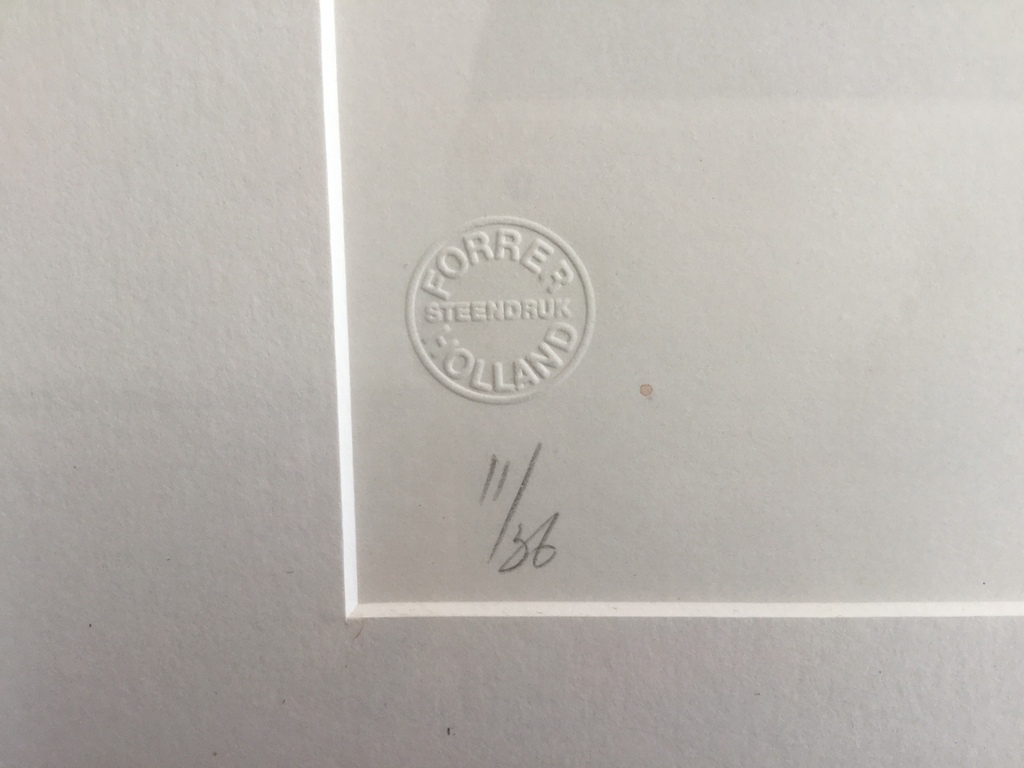 FORRER
STEENDRUK
HOLLAND
11/36